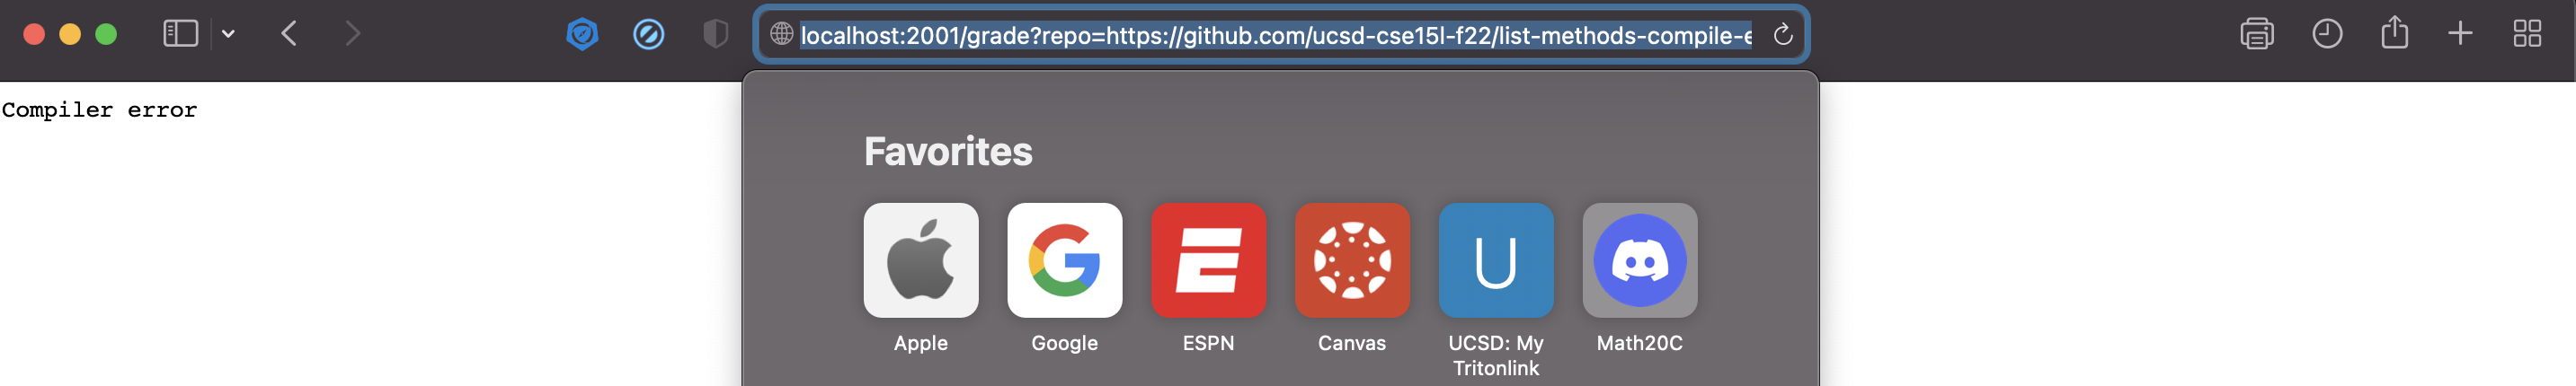 localhost:2001/grade?repo=https://github.com/ucsd-cse15l-f22/list-methods-compile-e
Compiler error
Favorites
Apple
Google
ESPN
Canvas
U
UCSD: My
Tritonlink
Math20C